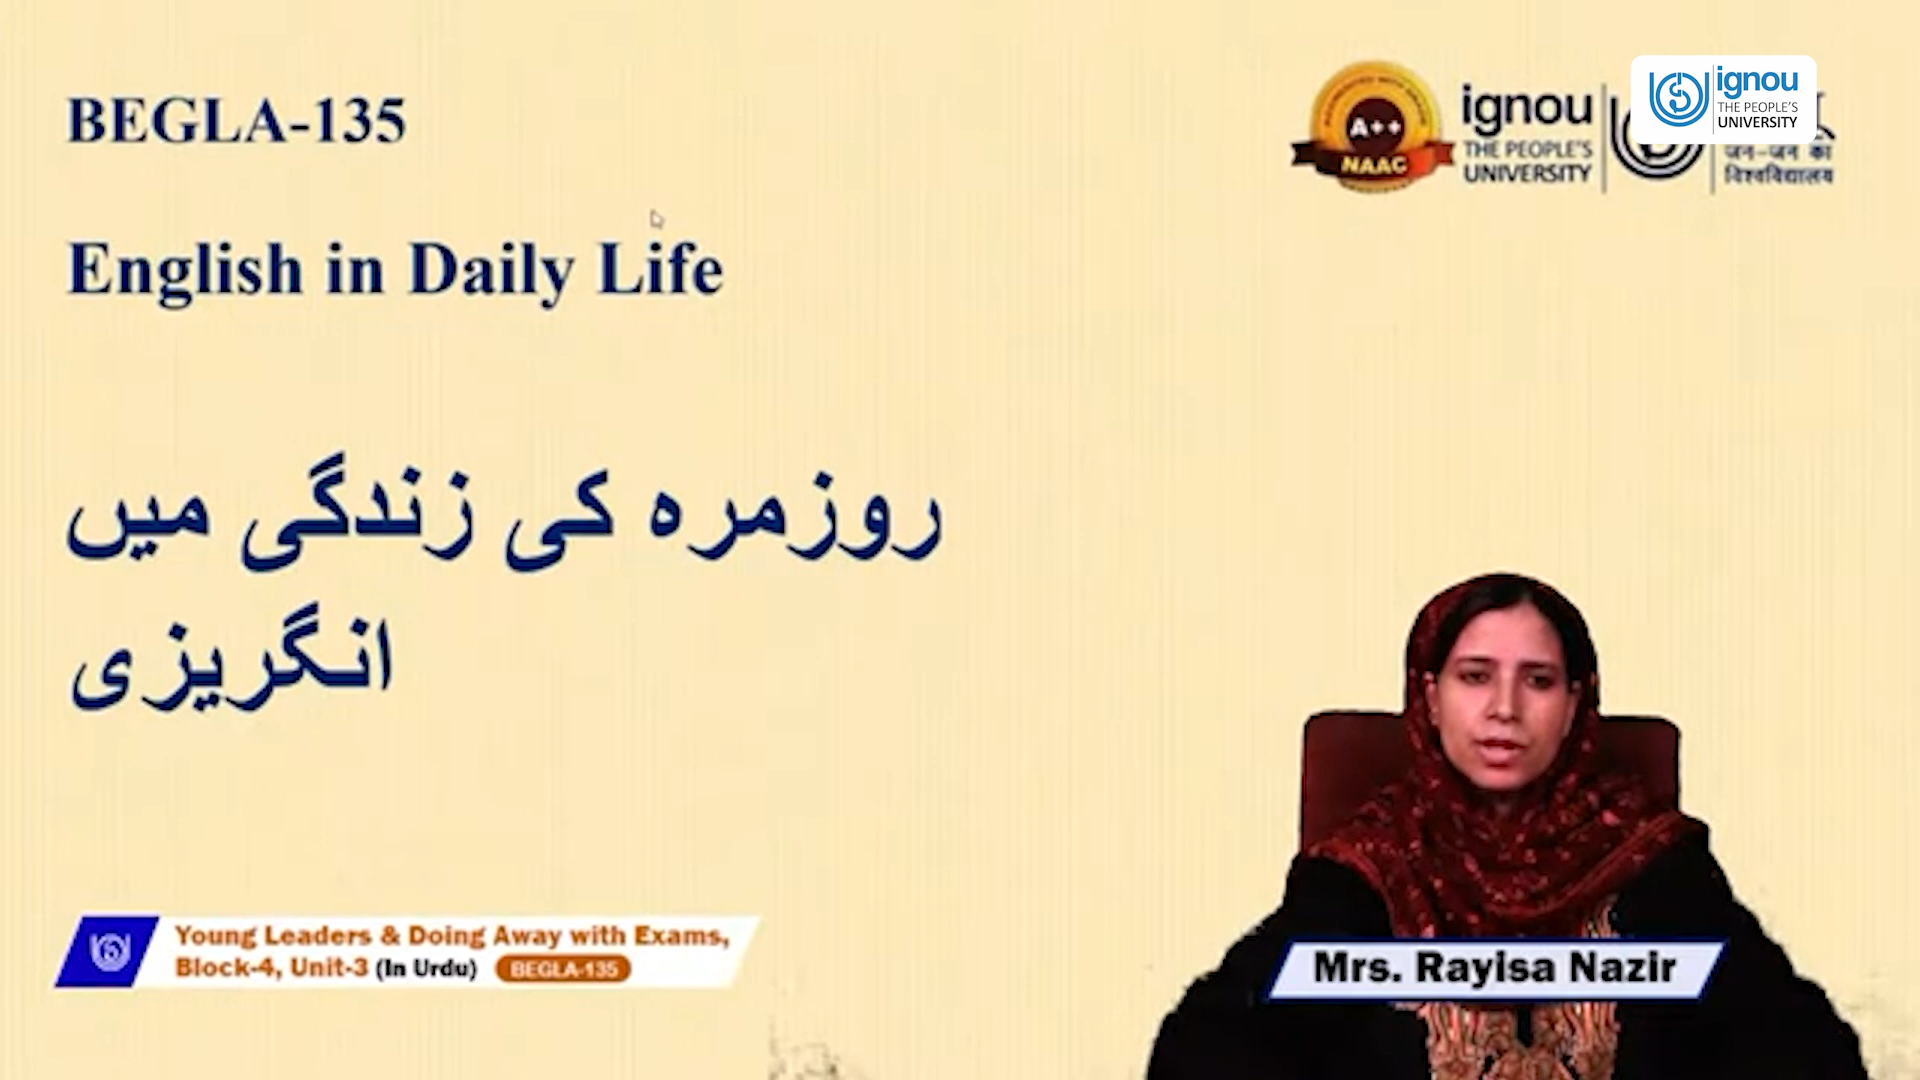 BEGLA-135
English in Daily Life
روزمرہ کی زندگی میں
انگریزی
A++
NAAC
ignou
THE PEOPLE'S
UNIVERSITY
जन-जन का
विश्वविद्यालय
ignou
THE PEOPLE'S
UNIVERSITY
Young Leaders & Doing Away with Exams,
Block-4, Unit-3 (In Urdu) BEGLA-135
Mrs. Rayisa Nazir